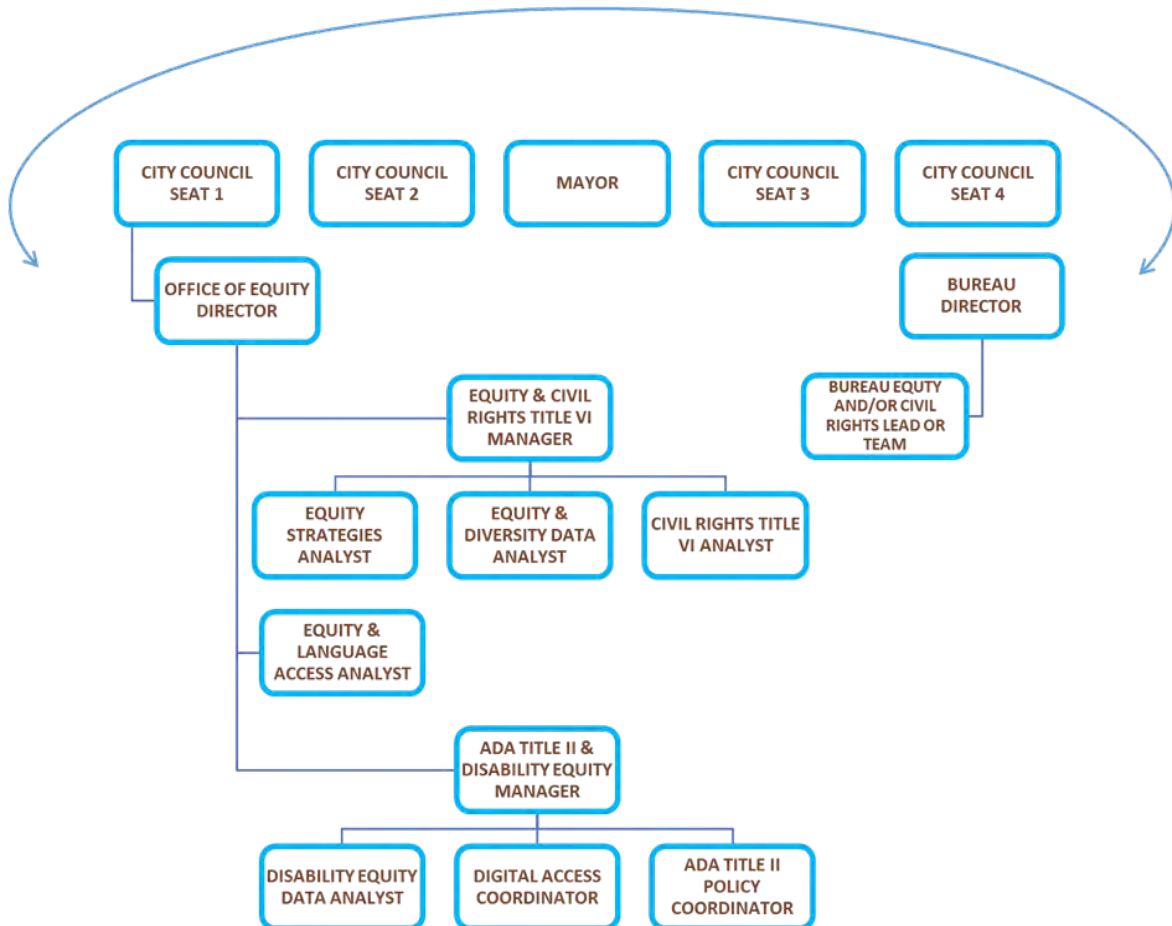 CITY COUNCIL
SEAT 1
CITY COUNCIL
SEAT 2
MAYOR
CITY COUNCIL
SEAT 3
CITY COUNCIL
SEAT 4
OFFICE OF EQUITY
DIRECTOR
BUREAU
DIRECTOR
EQUITY & CIVIL
RIGHTS TITLE VI
MANAGER
BUREAU EQUTY
AND/OR CIVIL
RIGHTS LEAD OR
TEAM
EQUITY
STRATEGIES
ANALYST
EQUITY &
DIVERSITY DATA
ANALYST
CIVIL RIGHTS TITLE
VI ANALYST
EQUITY &
LANGUAGE
ACCESS ANALYST
ADA TITLE II &
DISABILITY EQUITY
MANAGER
DISABILITY EQUITY
DATA ANALYST
DIGITAL ACCESS
COORDINATOR
ADA TITLE II
POLICY
COORDINATOR